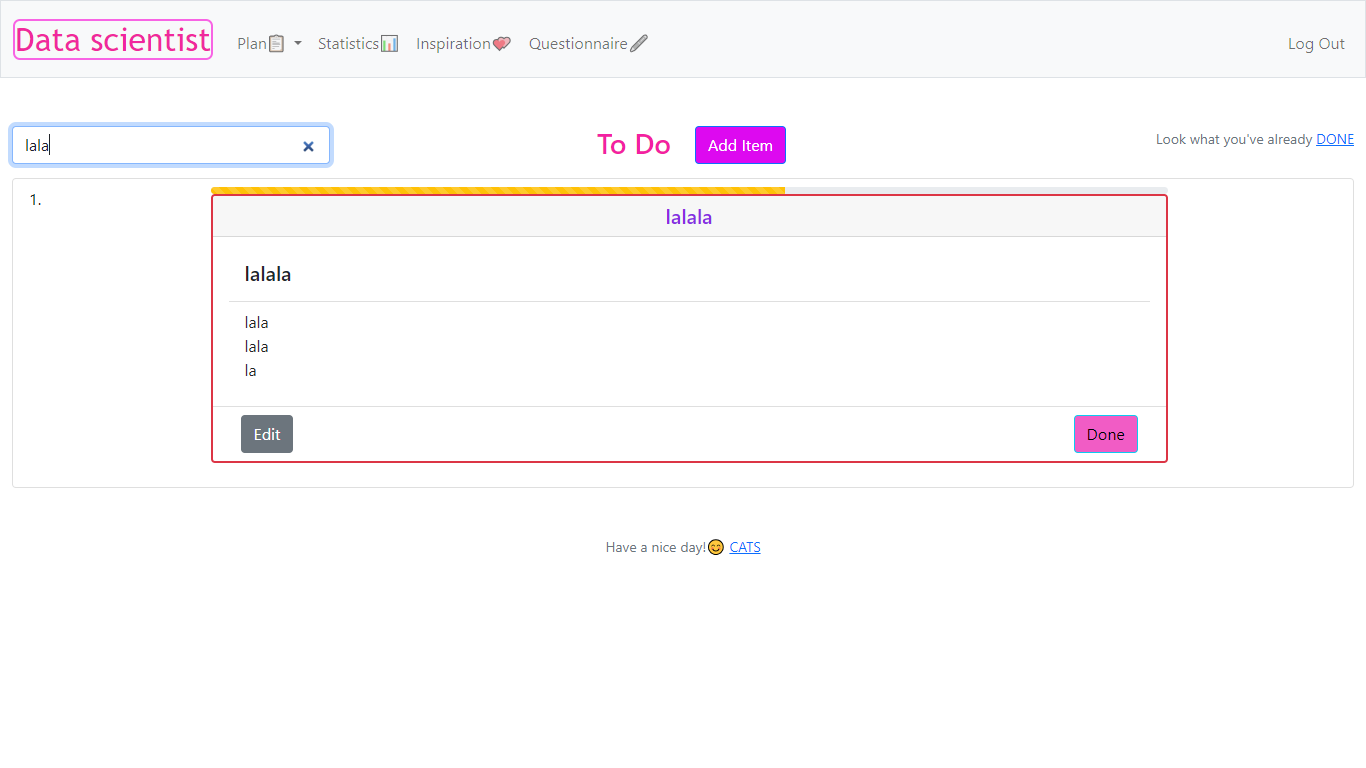 Data scientist
Plan📋
Statistics📊
Inspiration💞
Questionnaire🖊
Log Out
lala
To Do
Add Item
Look what you've already DONE
1.
lalala
lalala
lala
lala
la
Edit
Done
Have a nice day!😊 CATS